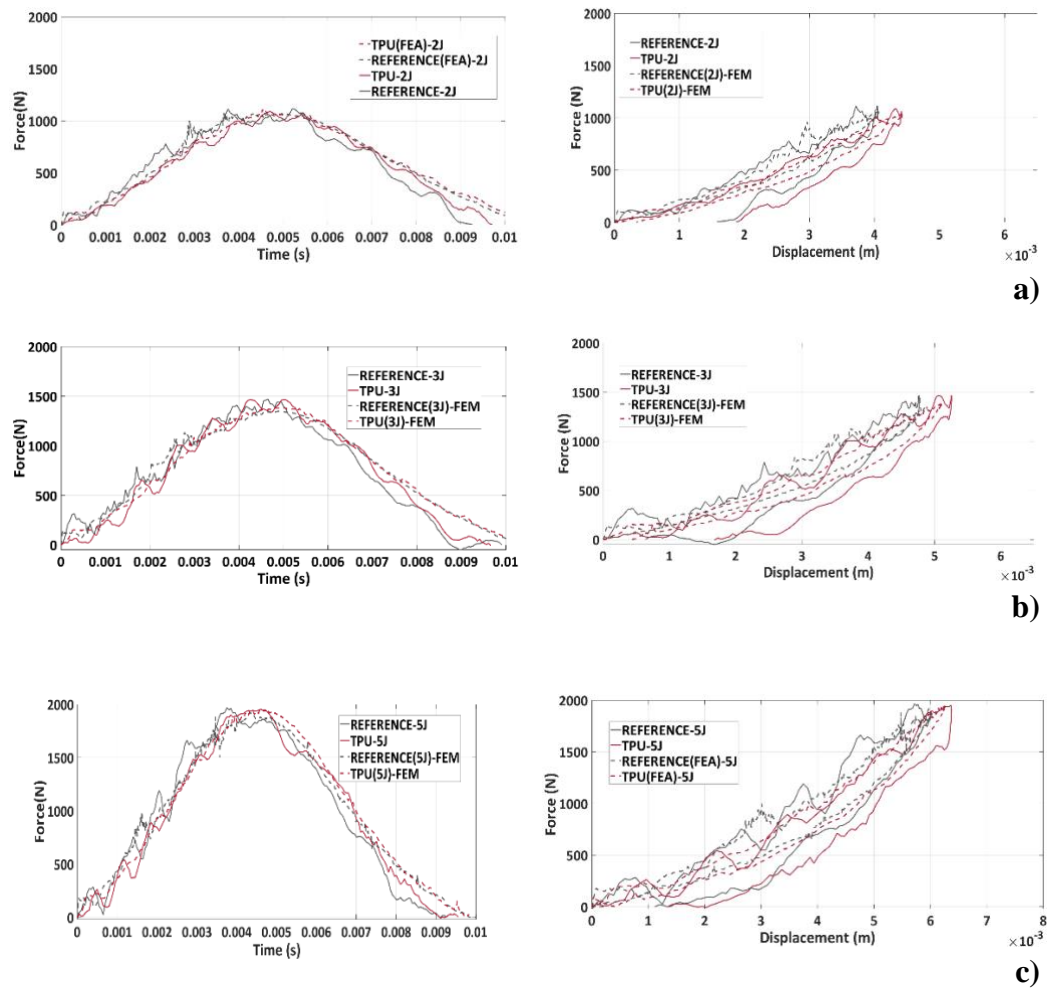 2000
1500
1000
500
0
Force(N)
TPU(FEA)-2J
REFERENCE(FEA)-2J
TPU-2J
REFERENCE-2J
0 0.001 0.002 0.003 0.004 0.005 0.006 0.007 0.008 0.009 0.01
Time (s)
2000
1500
1000
500
0
Force (N)
REFERENCE-2J
TPU-2J
REFERENCE(2J)-FEM
TPU(2J)-FEM
0 1 2 3 4 5 6
×10⁻³
Displacement (m)
a)
2000
1500
1000
500
0
Force(N)
REFERENCE-3J
TPU-3J
REFERENCE(3J)-FEM
TPU(3J)-FEM
0 0.001 0.002 0.003 0.004 0.005 0.006 0.007 0.008 0.009 0.01
Time (s)
2000
1500
1000
500
0
Force (N)
REFERENCE-3J
TPU-3J
REFERENCE(3J)-FEM
TPU(3J)-FEM
0 1 2 3 4 5 6
×10⁻³
Displacement (m)
b)
2000
1500
1000
500
0
Force(N)
REFERENCE-5J
TPU-5J
REFERENCE(5J)-FEM
TPU(5J)-FEM
0 0.001 0.002 0.003 0.004 0.005 0.006 0.007 0.008 0.009 0.01
Time (s)
2000
1500
1000
500
0
Force (N)
REFERENCE-5J
TPU-5J
REFERENCE(FEA)-5J
TPU(FEA)-5J
0 1 2 3 4 5 6 7 8
×10⁻³
Displacement (m)
c)